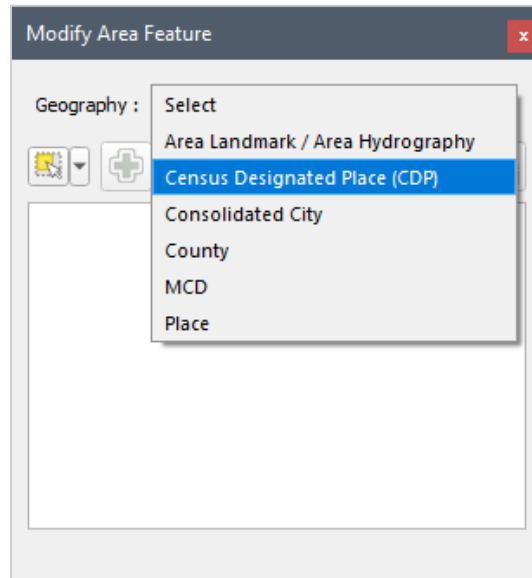 Modify Area Feature
x
Geography :
Select
Area Landmark / Area Hydrography
Census Designated Place (CDP)
Consolidated City
County
MCD
Place